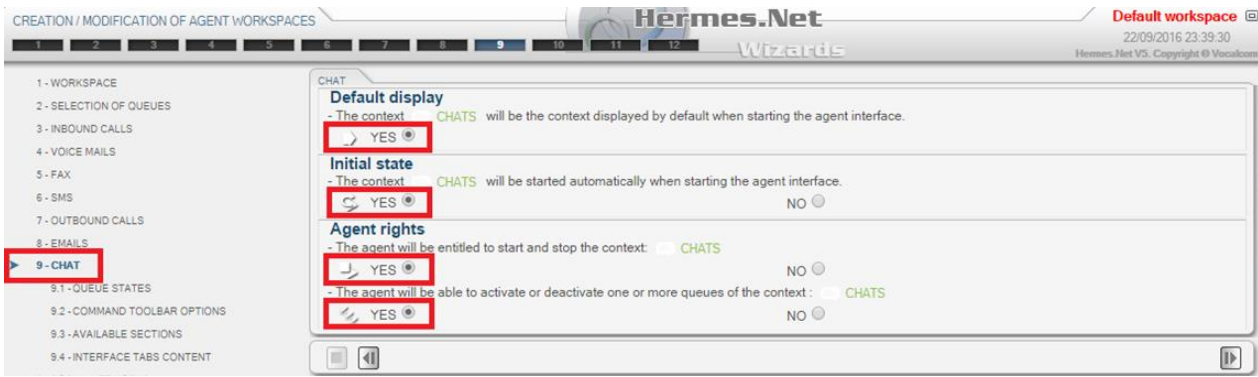 CREATION / MODIFICATION OF AGENT WORKSPACES
Hermes.Net
Default workspace
1 2 3 4 5 6 7 8 9 10 11 12
Wizards
22/09/2016 23:39:30
Hermes.Net V5. Copyright © Vocalcom
1 - WORKSPACE
2 - SELECTION OF QUEUES
3 - INBOUND CALLS
4 - VOICE MAILS
5 - FAX
6 - SMS
7 - OUTBOUND CALLS
8 - EMAILS
9 - CHAT
9.1 - QUEUE STATES
9.2 - COMMAND TOOLBAR OPTIONS
9.3 - AVAILABLE SECTIONS
9.4 - INTERFACE TABS CONTENT
CHAT
Default display
- The context CHATS will be the context displayed by default when starting the agent interface.
YES
Initial state
- The context CHATS will be started automatically when starting the agent interface.
YES NO
Agent rights
- The agent will be entitled to start and stop the context: CHATS
YES NO
- The agent will be able to activate or deactivate one or more queues of the context : CHATS
YES NO